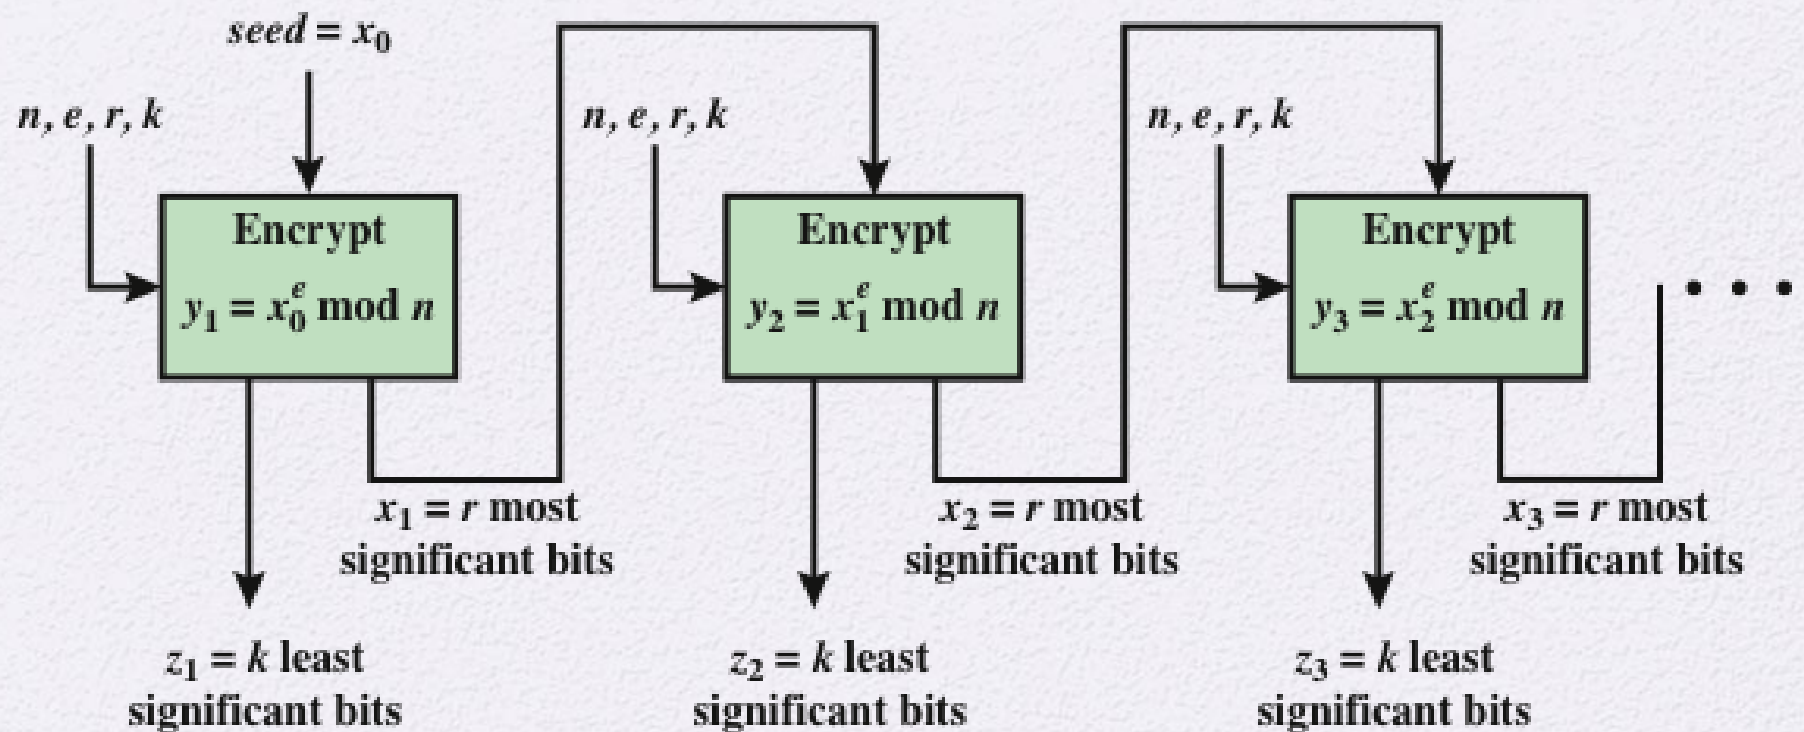 seed = x₀
n, e, r, k
n, e, r, k
n, e, r, k
Encrypt
y₁ = x₀ᵉ mod n
Encrypt
y₂ = x₁ᵉ mod n
Encrypt
y₃ = x₂ᵉ mod n
• • •
x₁ = r most
significant bits
x₂ = r most
significant bits
x₃ = r most
significant bits
z₁ = k least
significant bits
z₂ = k least
significant bits
z₃ = k least
significant bits